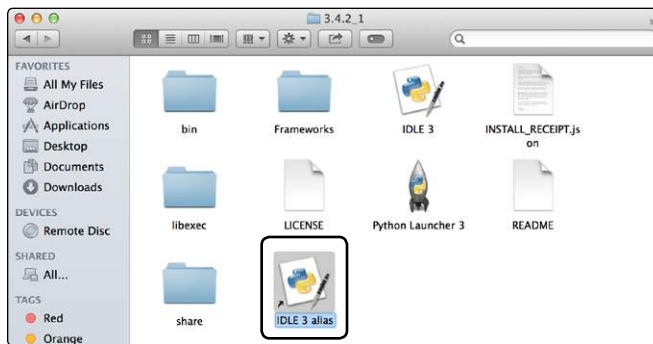 3.4.2_1
FAVORITES
All My Files
AirDrop
Applications
Desktop
Documents
Downloads
DEVICES
Remote Disc
SHARED
All...
TAGS
Red
Orange
bin
Frameworks
IDLE 3
INSTALL_RECEIPT.js
on
libexec
LICENSE
Python Launcher 3
README
share
IDLE 3 alias